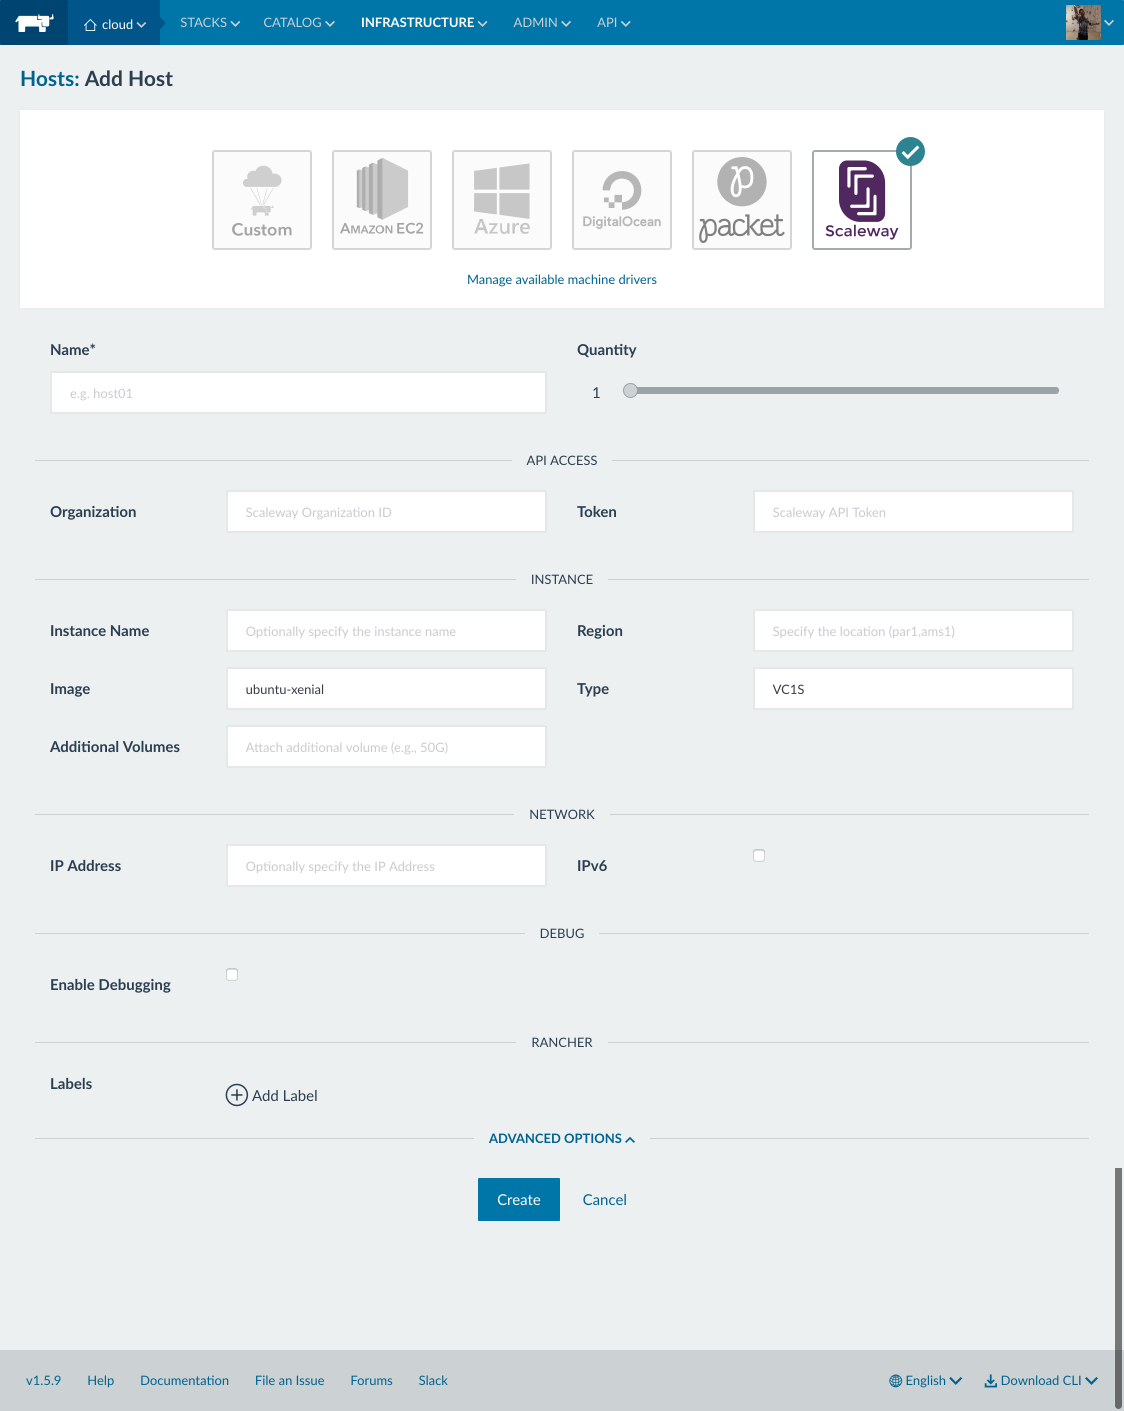 cloud STACKS CATALOG INFRASTRUCTURE ADMIN API
Hosts: Add Host
Custom
AMAZON EC2
Azure
DigitalOcean
packet
Scaleway
Manage available machine drivers
Name* Quantity
e.g. host01 1
API ACCESS
Organization Scaleway Organization ID Token Scaleway API Token
INSTANCE
Instance Name Optionally specify the instance name Region Specify the location (par1,ams1)
Image ubuntu-xenial Type VC1S
Additional Volumes Attach additional volume (e.g., 50G)
NETWORK
IP Address Optionally specify the IP Address IPv6
DEBUG
Enable Debugging
RANCHER
Labels
Add Label
ADVANCED OPTIONS
Create Cancel
v1.5.9 Help Documentation File an Issue Forums Slack English Download CLI